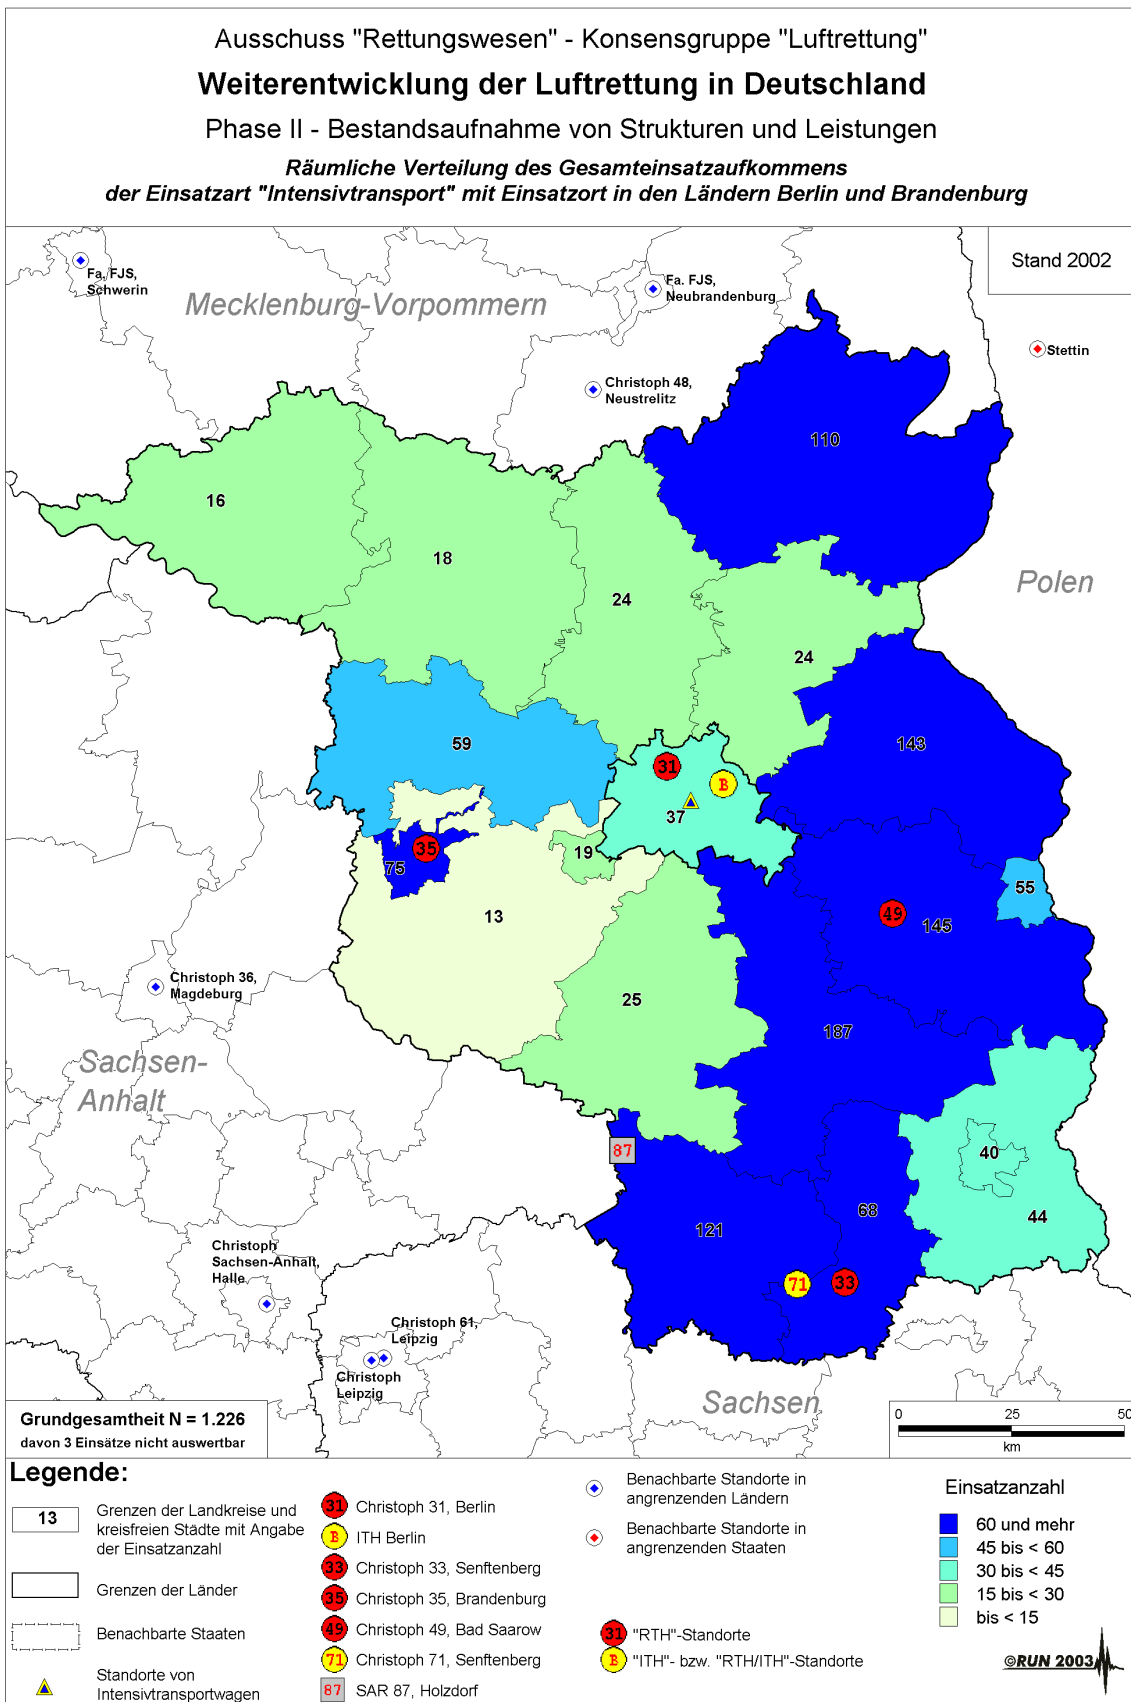 Ausschuss "Rettungswesen" - Konsensgruppe "Luftrettung"
Weiterentwicklung der Luftrettung in Deutschland
Phase II - Bestandsaufnahme von Strukturen und Leistungen
Räumliche Verteilung des Gesamteinsatzaufkommens
der Einsatzart "Intensivtransport" mit Einsatzort in den Ländern Berlin und Brandenburg
Stand 2002
Fa. FJS,
Schwerin
Mecklenburg-Vorpommern
Fa. FJS,
Neubrandenburg
Stettin
Christoph 48,
Neustrelitz
110
16
18
24
Polen
24
59
143
31
B
37
35
75
19
55
13
49
145
Christoph 36,
Magdeburg
25
187
Sachsen-
Anhalt
87
40
121
68
44
Christoph
Sachsen-Anhalt,
Halle
71
33
Christoph 61,
Leipzig
Christoph
Leipzig
Sachsen
Grundgesamtheit N = 1.226
davon 3 Einsätze nicht auswertbar
0 25 50
km
Legende:
13
Grenzen der Landkreise und
kreisfreien Städte mit Angabe
der Einsatzanzahl
Grenzen der Länder
Benachbarte Staaten
Standorte von
Intensivtransportwagen
31 Christoph 31, Berlin
B ITH Berlin
33 Christoph 33, Senftenberg
35 Christoph 35, Brandenburg
49 Christoph 49, Bad Saarow
71 Christoph 71, Senftenberg
87 SAR 87, Holzdorf
Benachbarte Standorte in
angrenzenden Ländern
Benachbarte Standorte in
angrenzenden Staaten
31 "RTH"-Standorte
B "ITH"- bzw. "RTH/ITH"-Standorte
Einsatzanzahl
60 und mehr
45 bis < 60
30 bis < 45
15 bis < 30
bis < 15
©RUN 2003